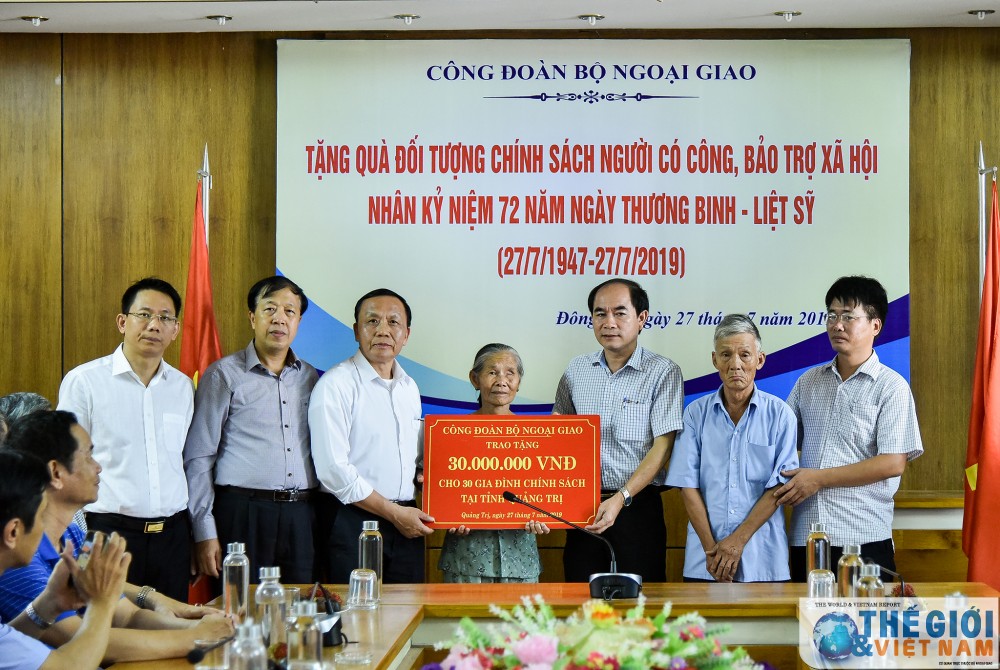 CÔNG ĐOÀN BỘ NGOẠI GIAO
TẶNG QUÀ ĐỐI TƯỢNG CHÍNH SÁCH NGƯỜI CÓ CÔNG, BẢO TRỢ XÃ HỘI
NHÂN KỶ NIỆM 72 NĂM NGÀY THƯƠNG BINH - LIỆT SỸ
(27/7/1947-27/7/2019)
Đông ngày 27 th 7 năm 2019
CÔNG ĐOÀN BỘ NGOẠI GIAO
TRAO TẶNG
30.000.000 VNĐ
CHO 30 GIA ĐÌNH CHÍNH SÁCH
TẠI TỈNH QUẢNG TRỊ
Quảng Trị, ngày 27 tháng 7 năm 2019
THE WORLD & VIETNAM REPORT
THẾ GIỚI
& VIỆT NAM